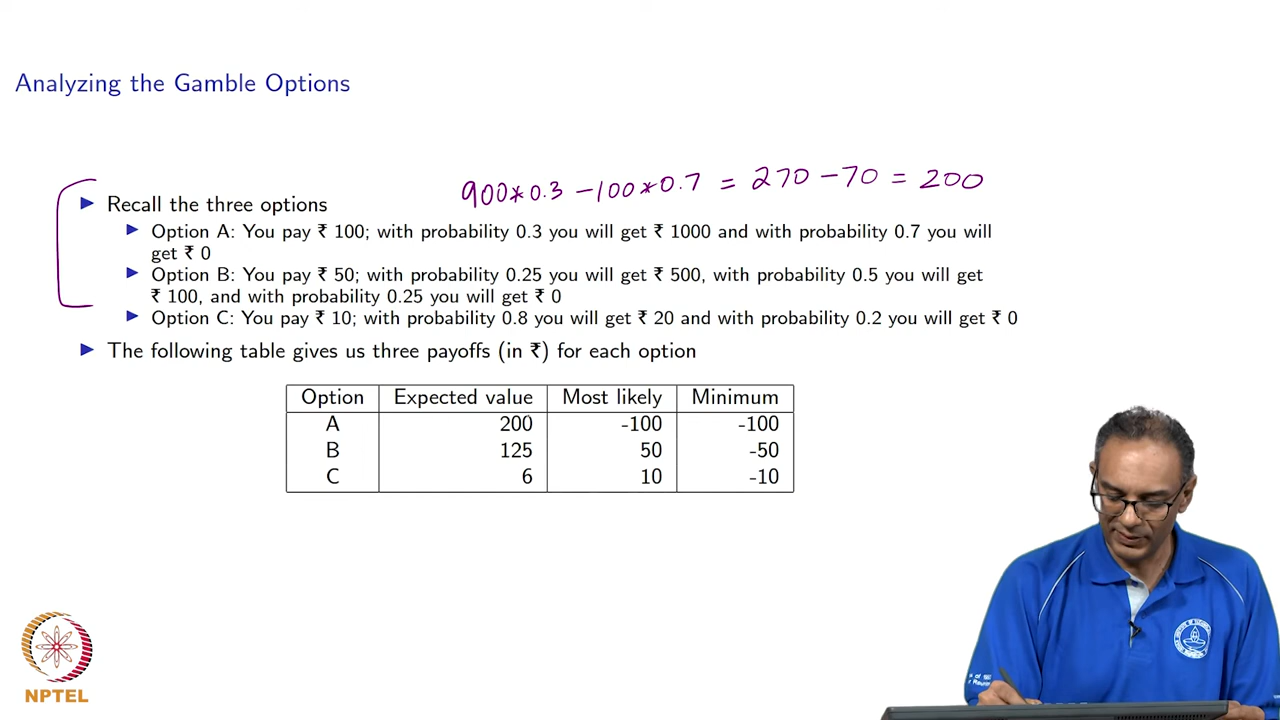 Analyzing the Gamble Options
900*0.3 -100*0.7 = 270 -70 = 200
▶ Recall the three options
▶ Option A: You pay ₹ 100; with probability 0.3 you will get ₹ 1000 and with probability 0.7 you will
get ₹ 0
▶ Option B: You pay ₹ 50; with probability 0.25 you will get ₹ 500, with probability 0.5 you will get
₹ 100, and with probability 0.25 you will get ₹ 0
▶ Option C: You pay ₹ 10; with probability 0.8 you will get ₹ 20 and with probability 0.2 you will get ₹ 0
▶ The following table gives us three payoffs (in ₹) for each option
Option Expected value Most likely Minimum
A 200 -100 -100
B 125 50 -50
C 6 10 -10
NPTEL